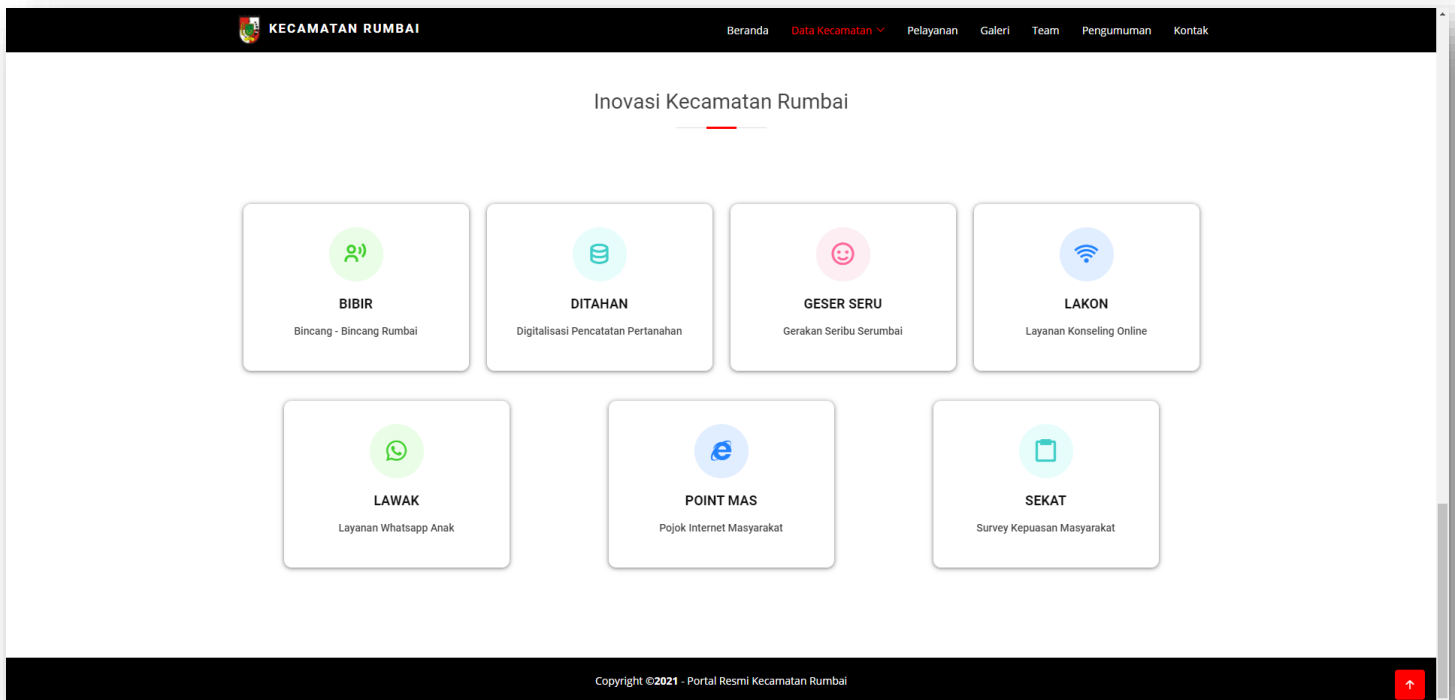 KECAMATAN RUMBAI
Beranda Data Kecamatan Pelayanan Galeri Team Pengumuman Kontak
Inovasi Kecamatan Rumbai
BIBIR
Bincang - Bincang Rumbai
DITAHAN
Digitalisasi Pencatatan Pertanahan
GESER SERU
Gerakan Seribu Serumbai
LAKON
Layanan Konseling Online
LAWAK
Layanan Whatsapp Anak
POINT MAS
Pojok Internet Masyarakat
SEKAT
Survey Kepuasan Masyarakat
Copyright ©2021 - Portal Resmi Kecamatan Rumbai